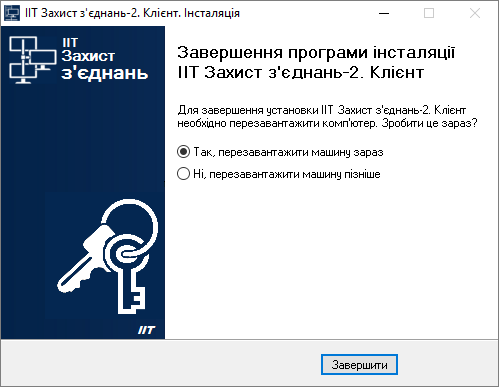 ІІТ Захист з'єднань-2. Клієнт. Інсталяція
ІІТ
Захист
з'єднань
Завершення програми інсталяції
ІІТ Захист з'єднань-2. Клієнт
Для завершення установки ІІТ Захист з'єднань-2. Клієнт
необхідно перезавантажити комп'ютер. Зробити це зараз?
Так, перезавантажити машину зараз
Ні, перезавантажити машину пізніше
ІІТ
Завершити